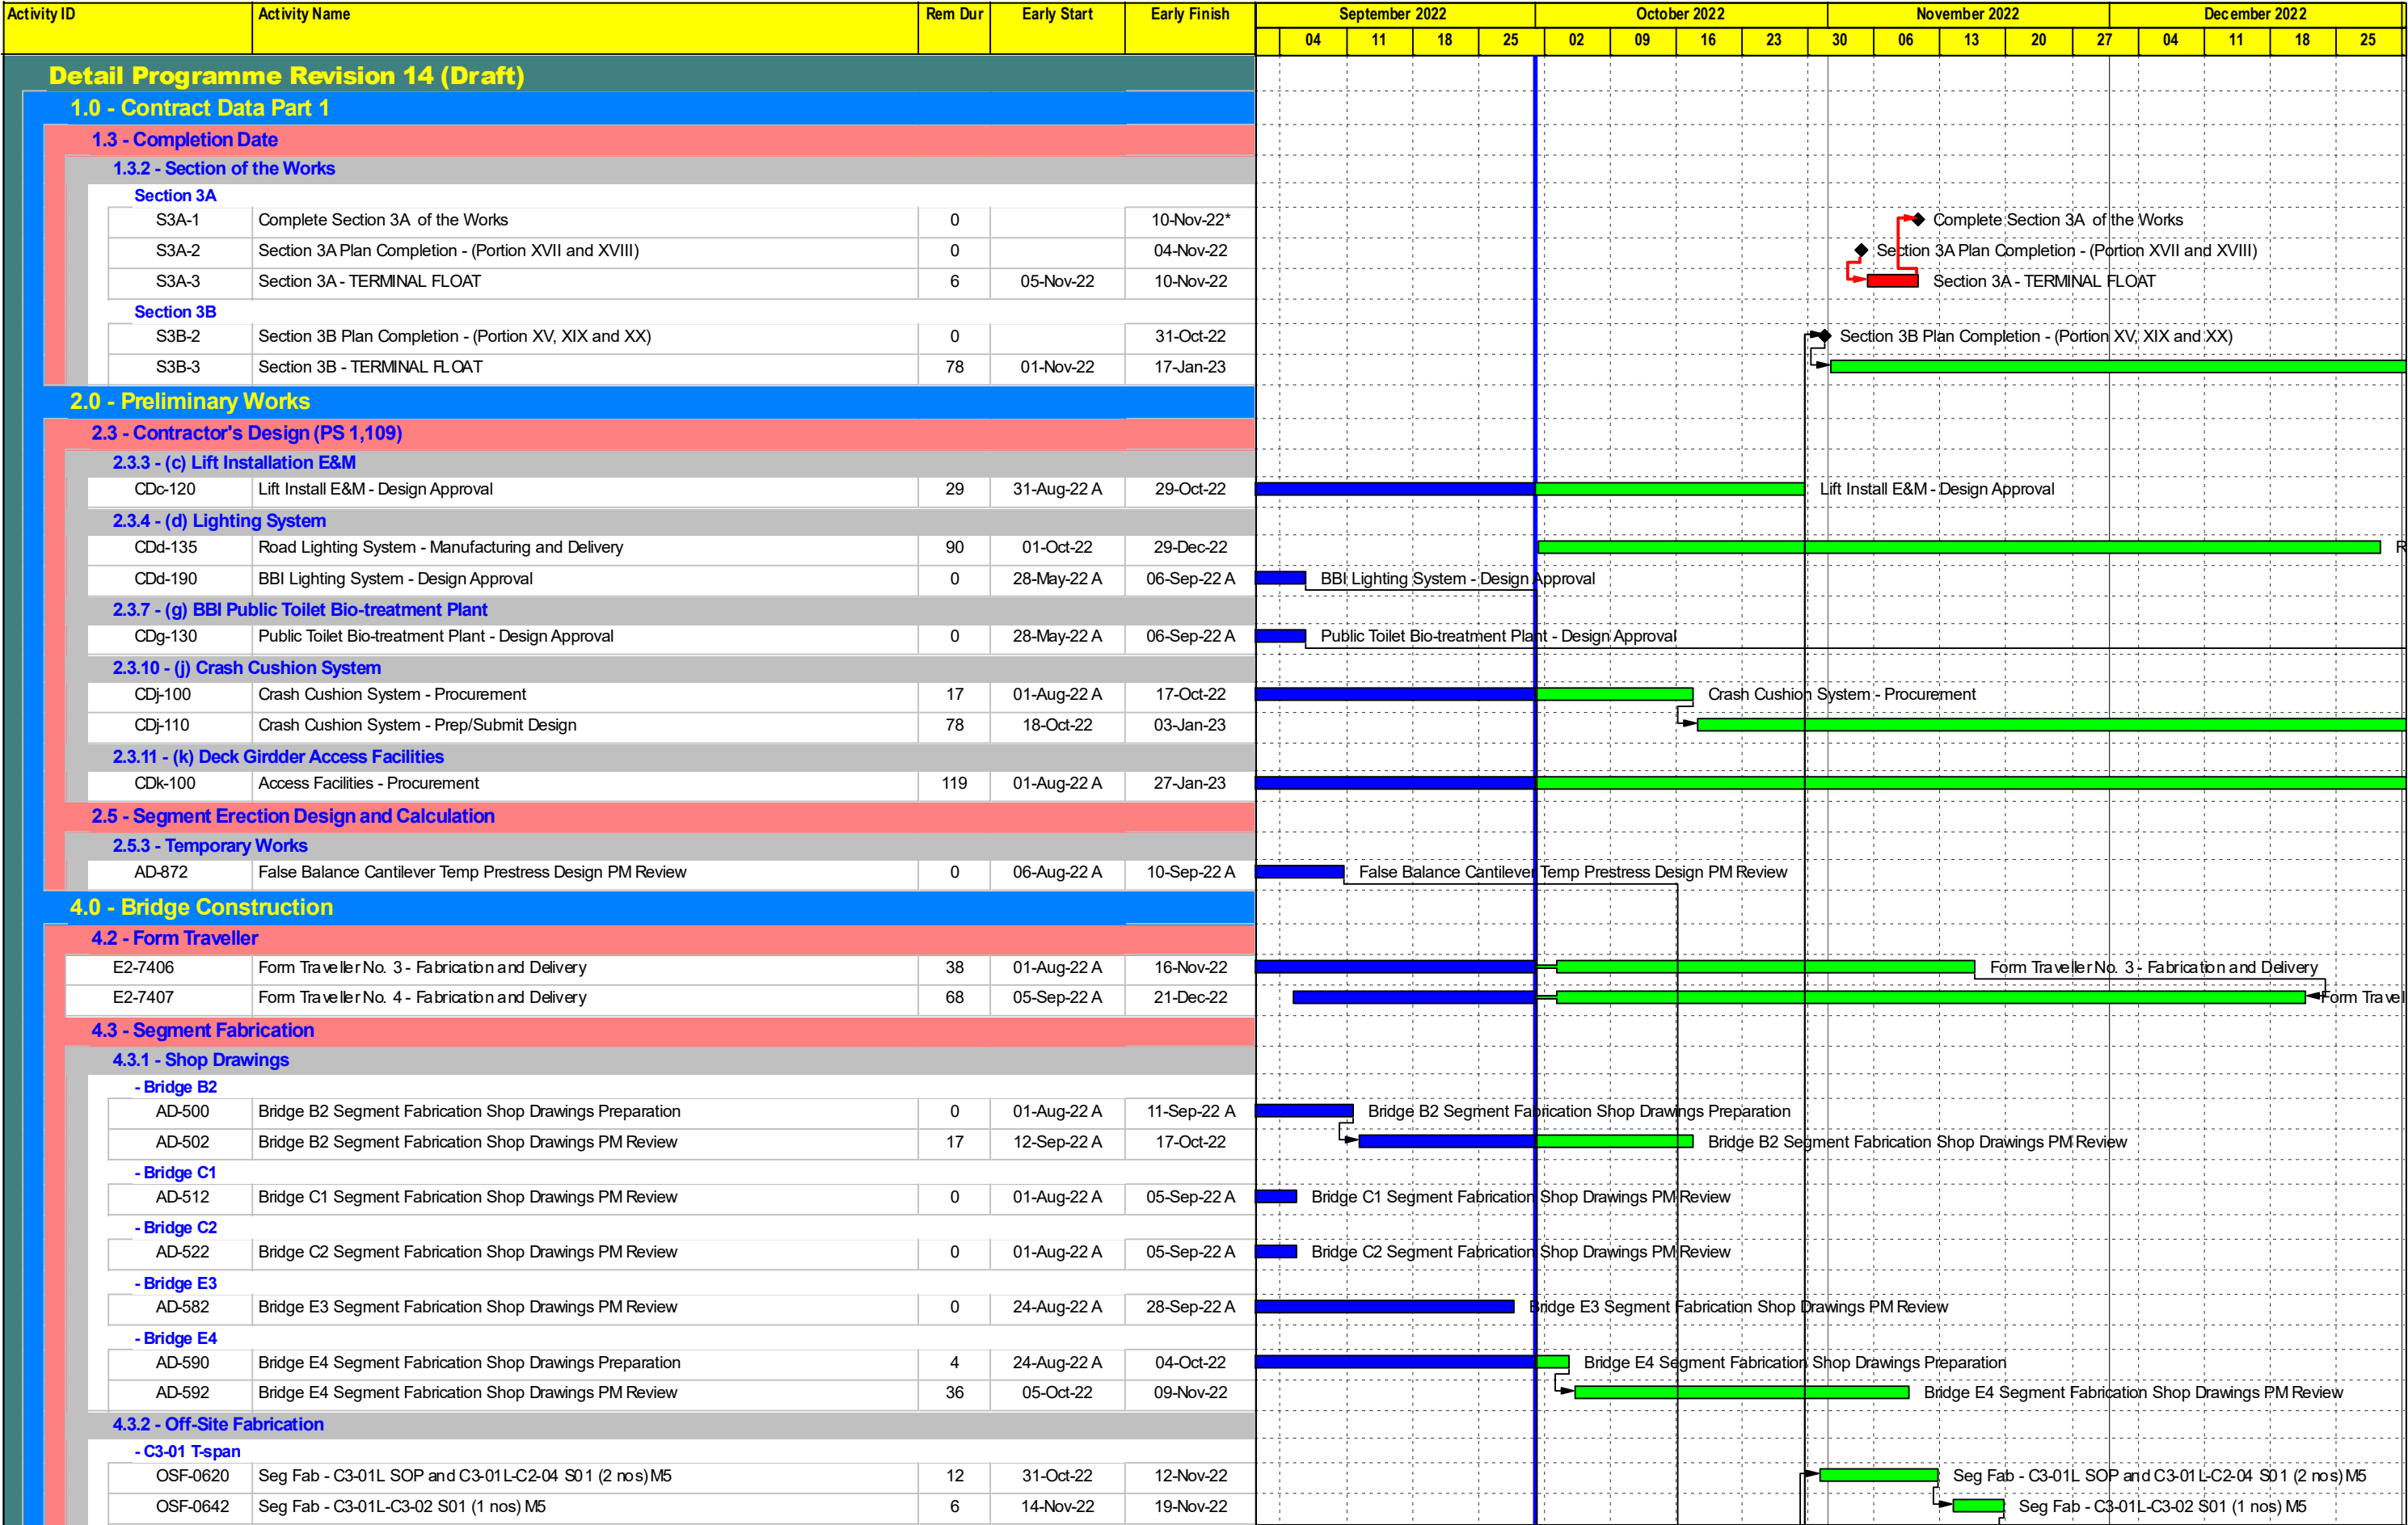 Activity ID Activity Name Rem Dur Early Start Early Finish September 2022 October 2022 November 2022 December 2022
04 11 18 25 02 09 16 23 30 06 13 20 27 04 11 18 25
Detail Programme Revision 14 (Draft)
1.0 - Contract Data Part 1
1.3 - Completion Date
1.3.2 - Section of the Works
Section 3A
S3A-1 Complete Section 3A of the Works 0 10-Nov-22* Complete Section 3A of the Works
S3A-2 Section 3A Plan Completion - (Portion XVII and XVIII) 0 04-Nov-22 Section 3A Plan Completion - (Portion XVII and XVIII)
S3A-3 Section 3A - TERMINAL FLOAT 6 05-Nov-22 10-Nov-22 Section 3A - TERMINAL FLOAT
Section 3B
S3B-2 Section 3B Plan Completion - (Portion XV, XIX and XX) 0 31-Oct-22 Section 3B Plan Completion - (Portion XV, XIX and XX)
S3B-3 Section 3B - TERMINAL FLOAT 78 01-Nov-22 17-Jan-23
2.0 - Preliminary Works
2.3 - Contractor's Design (PS 1,109)
2.3.3 - (c) Lift Installation E&M
CDc-120 Lift Install E&M - Design Approval 29 31-Aug-22 A 29-Oct-22 Lift Install E&M - Design Approval
2.3.4 - (d) Lighting System
CDd-135 Road Lighting System - Manufacturing and Delivery 90 01-Oct-22 29-Dec-22 R
CDd-190 BBI Lighting System - Design Approval 0 28-May-22 A 06-Sep-22 A BBI Lighting System - Design Approval
2.3.7 - (g) BBI Public Toilet Bio-treatment Plant
CDg-130 Public Toilet Bio-treatment Plant - Design Approval 0 28-May-22 A 06-Sep-22 A Public Toilet Bio-treatment Plant - Design Approval
2.3.10 - (j) Crash Cushion System
CDj-100 Crash Cushion System - Procurement 17 01-Aug-22 A 17-Oct-22 Crash Cushion System - Procurement
CDj-110 Crash Cushion System - Prep/Submit Design 78 18-Oct-22 03-Jan-23
2.3.11 - (k) Deck Girdder Access Facilities
CDk-100 Access Facilities - Procurement 119 01-Aug-22 A 27-Jan-23
2.5 - Segment Erection Design and Calculation
2.5.3 - Temporary Works
AD-872 False Balance Cantilever Temp Prestress Design PM Review 0 06-Aug-22 A 10-Sep-22 A False Balance Cantilever Temp Prestress Design PM Review
4.0 - Bridge Construction
4.2 - Form Traveller
E2-7406 Form Traveller No. 3 - Fabrication and Delivery 38 01-Aug-22 A 16-Nov-22 Form Traveller No. 3 - Fabrication and Delivery
E2-7407 Form Traveller No. 4 - Fabrication and Delivery 68 05-Sep-22 A 21-Dec-22 Form Travel
4.3 - Segment Fabrication
4.3.1 - Shop Drawings
- Bridge B2
AD-500 Bridge B2 Segment Fabrication Shop Drawings Preparation 0 01-Aug-22 A 11-Sep-22 A Bridge B2 Segment Fabrication Shop Drawings Preparation
AD-502 Bridge B2 Segment Fabrication Shop Drawings PM Review 17 12-Sep-22 A 17-Oct-22 Bridge B2 Segment Fabrication Shop Drawings PM Review
- Bridge C1
AD-512 Bridge C1 Segment Fabrication Shop Drawings PM Review 0 01-Aug-22 A 05-Sep-22 A Bridge C1 Segment Fabrication Shop Drawings PM Review
- Bridge C2
AD-522 Bridge C2 Segment Fabrication Shop Drawings PM Review 0 01-Aug-22 A 05-Sep-22 A Bridge C2 Segment Fabrication Shop Drawings PM Review
- Bridge E3
AD-582 Bridge E3 Segment Fabrication Shop Drawings PM Review 0 24-Aug-22 A 28-Sep-22 A Bridge E3 Segment Fabrication Shop Drawings PM Review
- Bridge E4
AD-590 Bridge E4 Segment Fabrication Shop Drawings Preparation 4 24-Aug-22 A 04-Oct-22 Bridge E4 Segment Fabrication Shop Drawings Preparation
AD-592 Bridge E4 Segment Fabrication Shop Drawings PM Review 36 05-Oct-22 09-Nov-22 Bridge E4 Segment Fabrication Shop Drawings PM Review
4.3.2 - Off-Site Fabrication
- C3-01 T-span
OSF-0620 Seg Fab - C3-01L SOP and C3-01L-C2-04 S01 (2 nos) M5 12 31-Oct-22 12-Nov-22 Seg Fab - C3-01L SOP and C3-01L-C2-04 S01 (2 nos) M5
OSF-0642 Seg Fab - C3-01L-C3-02 S01 (1 nos) M5 6 14-Nov-22 19-Nov-22 Seg Fab - C3-01L-C3-02 S01 (1 nos) M5